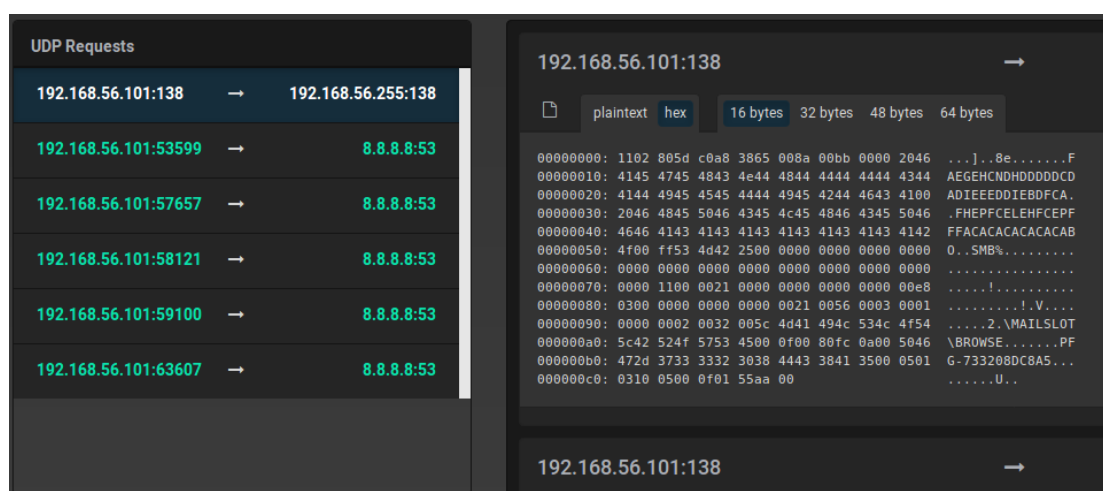 UDP Requests
192.168.56.101:138 → 192.168.56.255:138
192.168.56.101:53599 → 8.8.8.8:53
192.168.56.101:57657 → 8.8.8.8:53
192.168.56.101:58121 → 8.8.8.8:53
192.168.56.101:59100 → 8.8.8.8:53
192.168.56.101:63607 → 8.8.8.8:53
192.168.56.101:138 →
plaintext hex 16 bytes 32 bytes 48 bytes 64 bytes
00000000: 1102 805d c0a8 3865 008a 00bb 0000 2046 ...]..8e.......F
00000010: 4145 4745 4843 4e44 4844 4444 4444 4344 AEGEHCNDHDDDDDCD
00000020: 4144 4945 4545 4444 4945 4244 4643 4100 ADIEEEDDIEBDFCA.
00000030: 2046 4845 5046 4345 4c45 4846 4345 5046 .FHEPFCELEHFCEPF
00000040: 4646 4143 4143 4143 4143 4143 4143 4142 FFACACACACACACAB
00000050: 4f00 ff53 4d42 2500 0000 0000 0000 0000 O..SMB%.........
00000060: 0000 0000 0000 0000 0000 0000 0000 0000 ................
00000070: 0000 1100 0021 0000 0000 0000 0000 00e8 .....!..........
00000080: 0300 0000 0000 0000 0021 0056 0003 0001 .........!.V....
00000090: 0000 0002 0032 005c 4d41 494c 534c 4f54 .....2.\MAILSLOT
000000a0: 5c42 524f 5753 4500 0f00 80fc 0a00 5046 \BROWSE.......PF
000000b0: 472d 3733 3332 3038 4443 3841 3500 0501 G-733208DC8A5...
000000c0: 0310 0500 0f01 55aa 00 ......U..
192.168.56.101:138 →